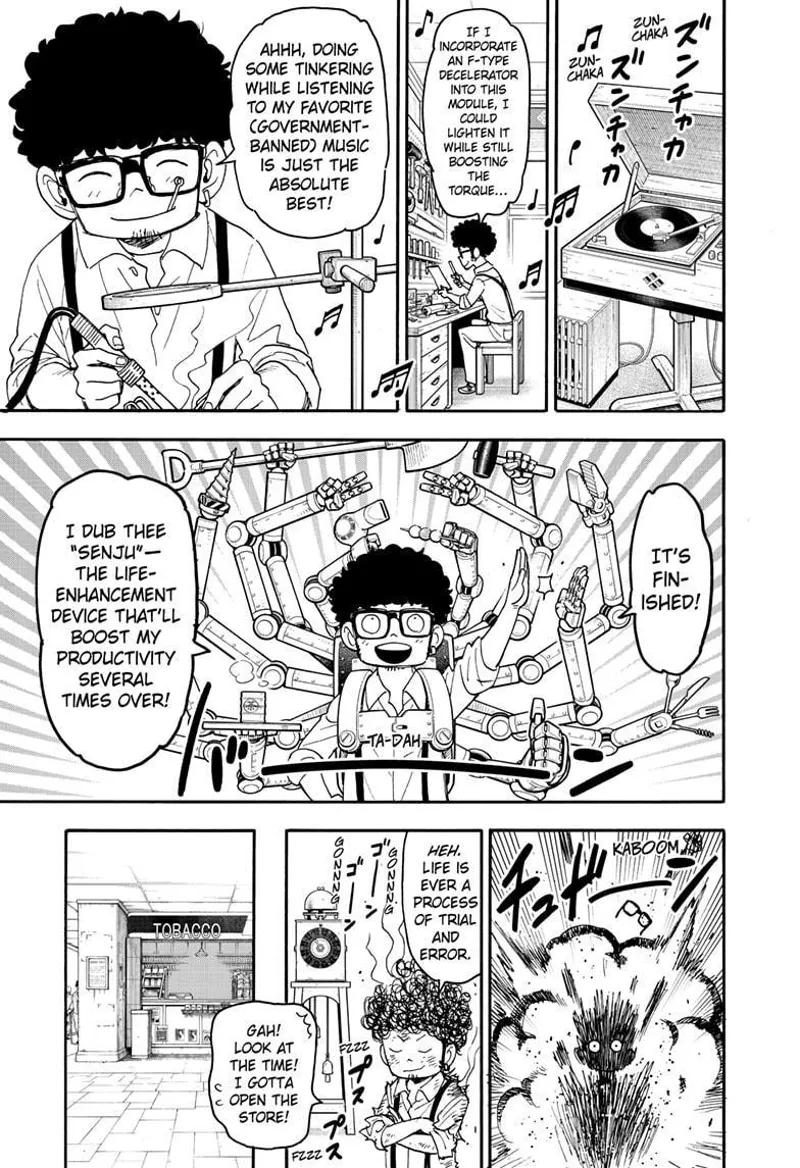 ZUN-
CHAKA
ズンチャカ
ZUN-
CHAKA
ズンチャカ
IF I
INCORPORATE
AN F-TYPE
DECELERATOR
INTO THIS
MODULE, I
COULD
LIGHTEN IT
WHILE STILL
BOOSTING
THE
TORQUE...
AHHH, DOING
SOME TINKERING
WHILE LISTENING
TO MY FAVORITE
(GOVERNMENT-
BANNED) MUSIC
IS JUST THE
ABSOLUTE
BEST!
IT'S
FIN-
ISHED!
I DUB THEE
"SENJU"—
THE LIFE-
ENHANCEMENT
DEVICE THAT'LL
BOOST MY
PRODUCTIVITY
SEVERAL
TIMES OVER!
TA-DAH
KABOOM
チュドーン
HEH.
LIFE IS
EVER A
PROCESS
OF TRIAL
AND
ERROR.
GONNNG
ゴーン
GONNNG
ゴーン
FZZZ
プス
プス
FZZZ
GAH!
LOOK AT
THE TIME!
I GOTTA
OPEN THE
STORE!
TOBACCO